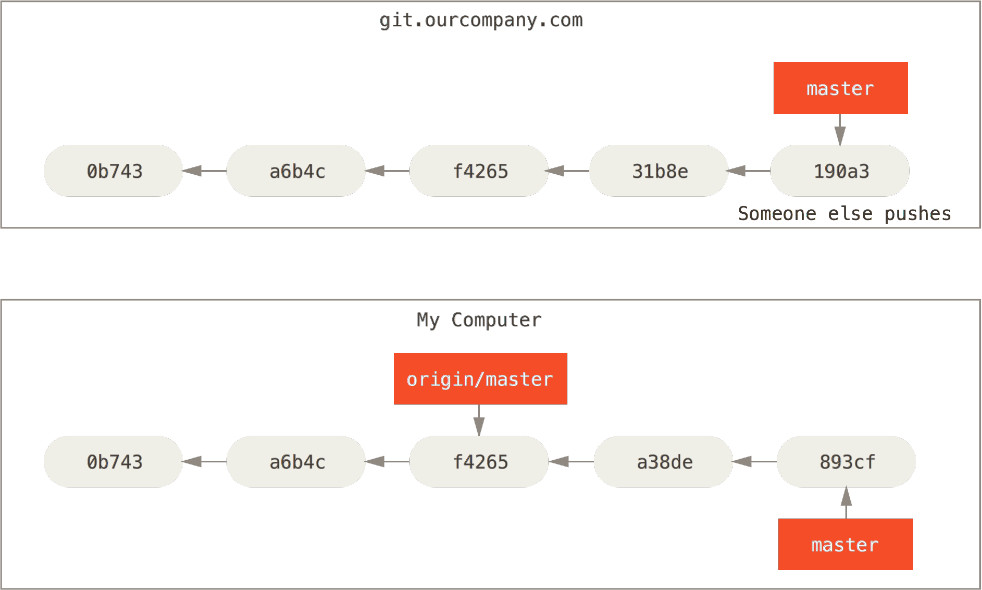 git.ourcompany.com
master
0b743 a6b4c f4265 31b8e 190a3
Someone else pushes
My Computer
origin/master
0b743 a6b4c f4265 a38de 893cf
master